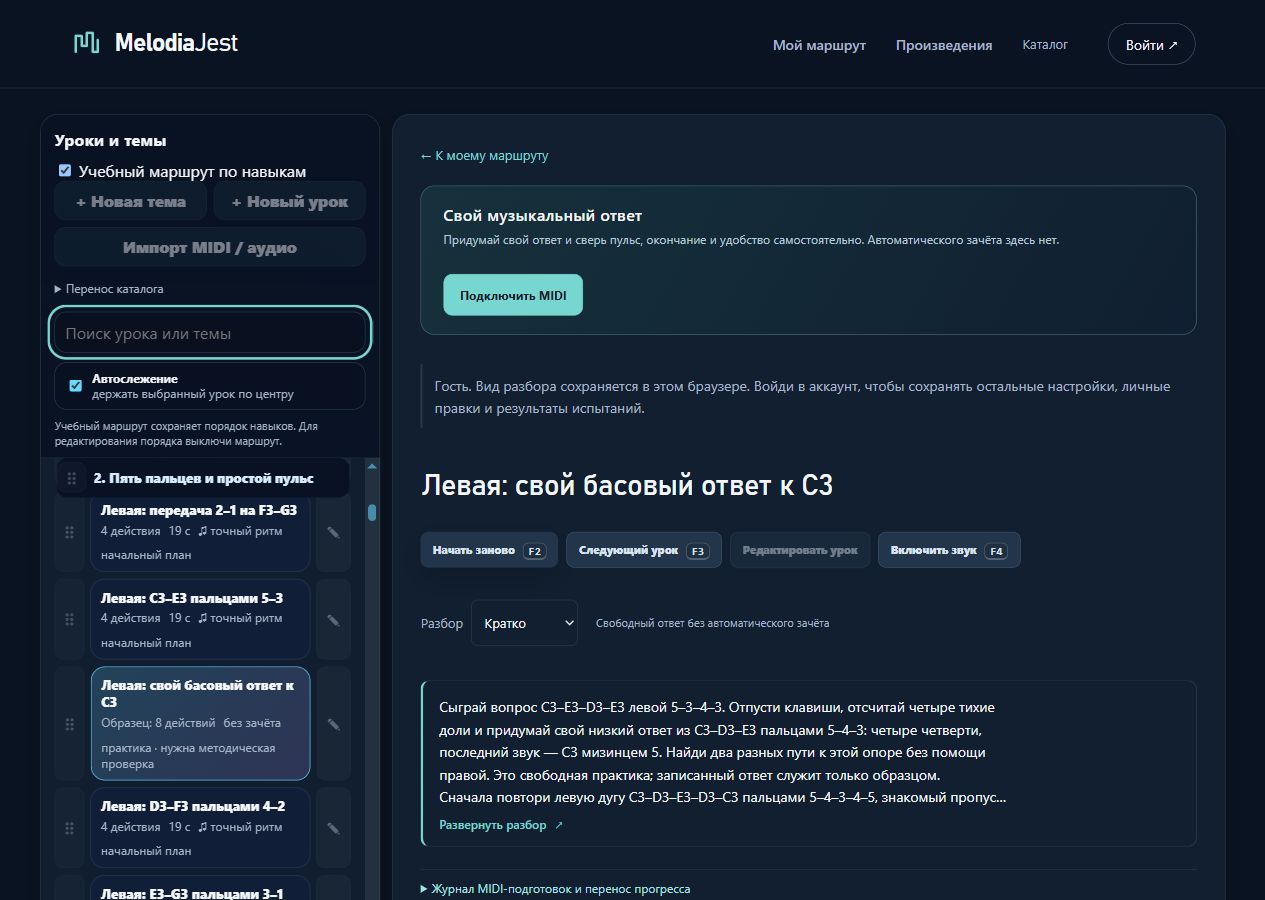 MelodiaJest
Мой маршрут
Произведения
Каталог
Войти ↗
Уроки и темы
Учебный маршрут по навыкам
+ Новая тема
+ Новый урок
Импорт MIDI / аудио
▶ Перенос каталога
Поиск урока или темы
Автослежение
держать выбранный урок по центру
Учебный маршрут сохраняет порядок навыков. Для
редактирования порядка выключи маршрут.
2. Пять пальцев и простой пульс
Левая: передача 2–1 на F3–G3
4 действия 19 с ♫ точный ритм
начальный план
Левая: C3–E3 пальцами 5–3
4 действия 19 с ♫ точный ритм
начальный план
Левая: свой басовый ответ к
C3
Образец: 8 действий без зачёта
практика · нужна методическая
проверка
Левая: D3–F3 пальцами 4–2
4 действия 19 с ♫ точный ритм
начальный план
Левая: E3–G3 пальцами 3–1
← К моему маршруту
Свой музыкальный ответ
Придумай свой ответ и сверь пульс, окончание и удобство самостоятельно. Автоматического зачёта здесь нет.
Подключить MIDI
Гость. Вид разбора сохраняется в этом браузере. Войди в аккаунт, чтобы сохранять остальные настройки, личные
правки и результаты испытаний.
Левая: свой басовый ответ к C3
Начать заново F2
Следующий урок F3
Редактировать урок
Включить звук F4
Разбор
Кратко
Свободный ответ без автоматического зачёта
Сыграй вопрос C3–E3–D3–E3 левой 5–3–4–3. Отпусти клавиши, отсчитай четыре тихие
доли и придумай свой низкий ответ из C3–D3–E3 пальцами 5–4–3: четыре четверти,
последний звук — C3 мизинцем 5. Найди два разных пути к этой опоре без помощи
правой. Это свободная практика; записанный ответ служит только образцом.
Сначала повтори левую дугу C3–D3–E3–D3–C3 пальцами 5–4–3–4–5, знакомый пропус...
Развернуть разбор ↗
▶ Журнал MIDI-подготовок и перенос прогресса